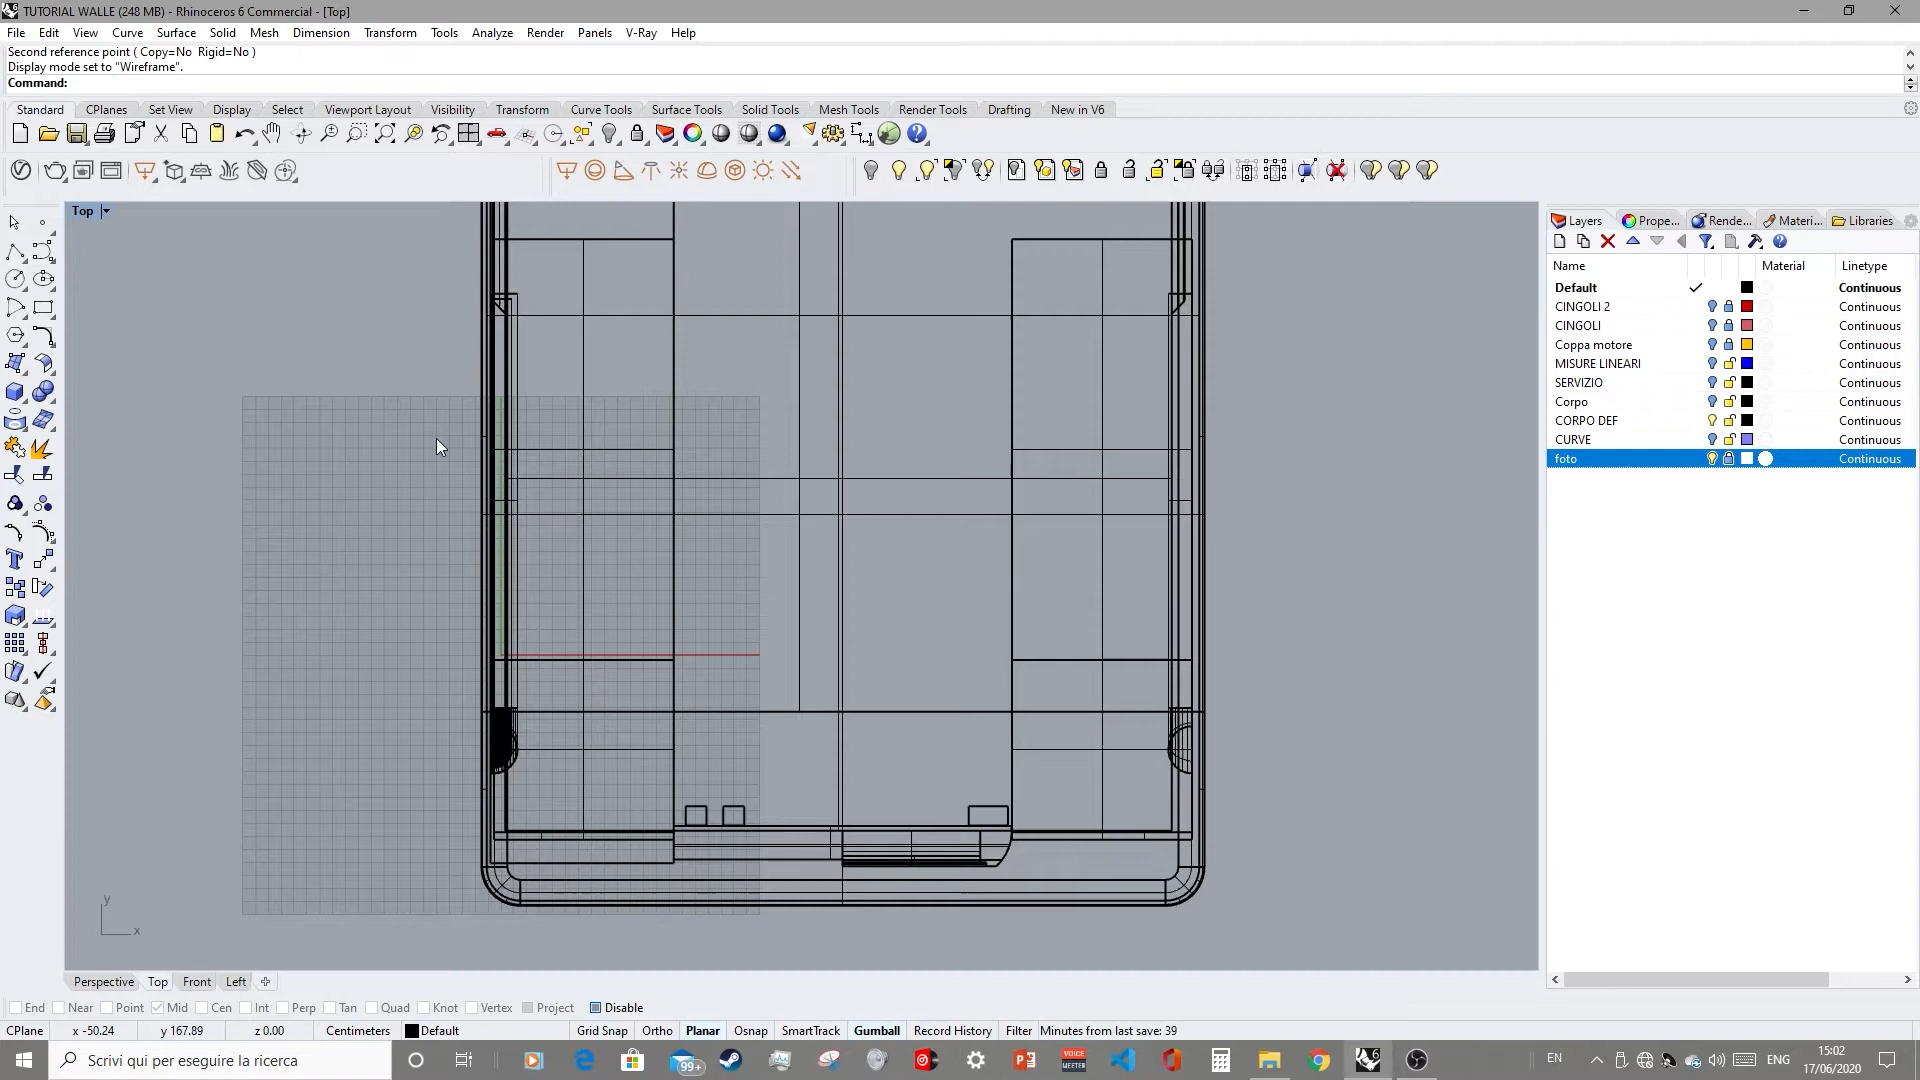 TUTORIAL WALLE (248 MB) - Rhinoceros 6 Commercial - [Top]
File Edit View Curve Surface Solid Mesh Dimension Transform Tools Analyze Render Panels V-Ray Help
Second reference point ( Copy=No Rigid=No )
Display mode set to "Wireframe".
Command:
Standard CPlanes Set View Display Select Viewport Layout Visibility Transform Curve Tools Surface Tools Solid Tools Mesh Tools Render Tools Drafting New in V6
Top
Layers Prope... Rende... Materi... Libraries
Name Material Linetype
Default Continuous
CINGOLI 2 Continuous
CINGOLI Continuous
Coppa motore Continuous
MISURE LINEARI Continuous
SERVIZIO Continuous
Corpo Continuous
CORPO DEF Continuous
CURVE Continuous
foto Continuous
y
x
Perspective Top Front Left
End Near Point Mid Cen Int Perp Tan Quad Knot Vertex Project Disable
CPlane x -50.24 y 167.89 z 0.00 Centimeters Default Grid Snap Ortho Planar Osnap SmartTrack Gumball Record History Filter Minutes from last save: 39
Scrivi qui per eseguire la ricerca 99+ VOICE MEETER EN ENG 15:02
17/06/2020